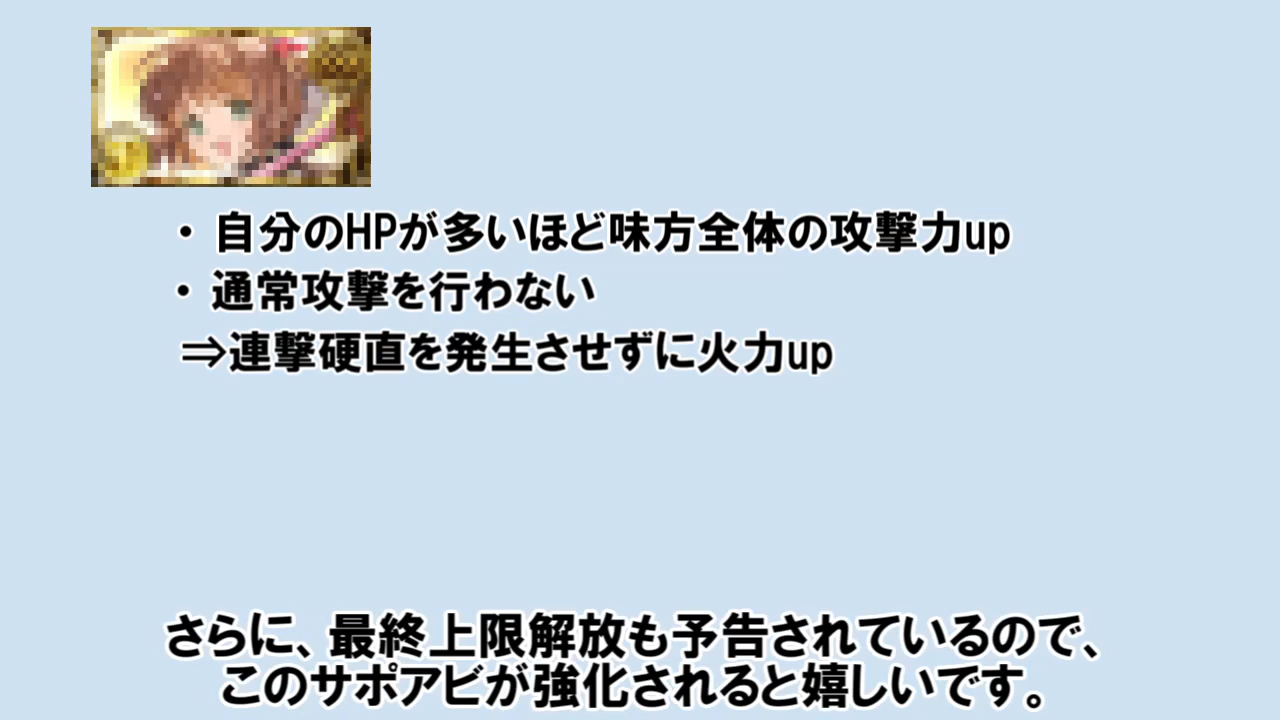 ・自分のHPが多いほど味方全体の攻撃力up
・通常攻撃を行わない
⇒連撃硬直を発生させずに火力up
さらに、最終上限解放も予告されているので、
このサポアビが強化されると嬉しいです。